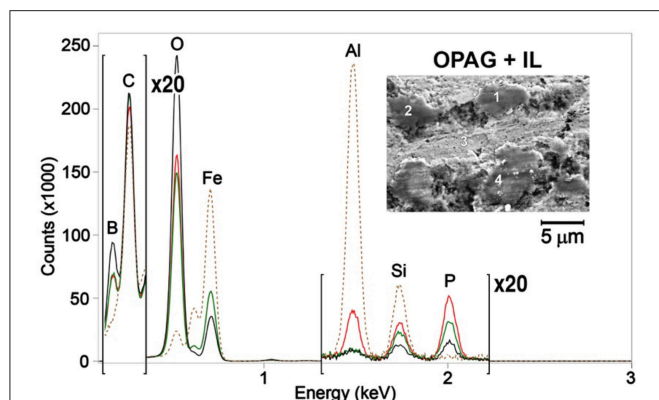 OPAG + IL
250
200
150
100
50
0
Counts (x1000)
B
C
x20
O
Fe
Al
Si
P
x20
1
2
3
4
5 μm
1
2
3
Energy (keV)